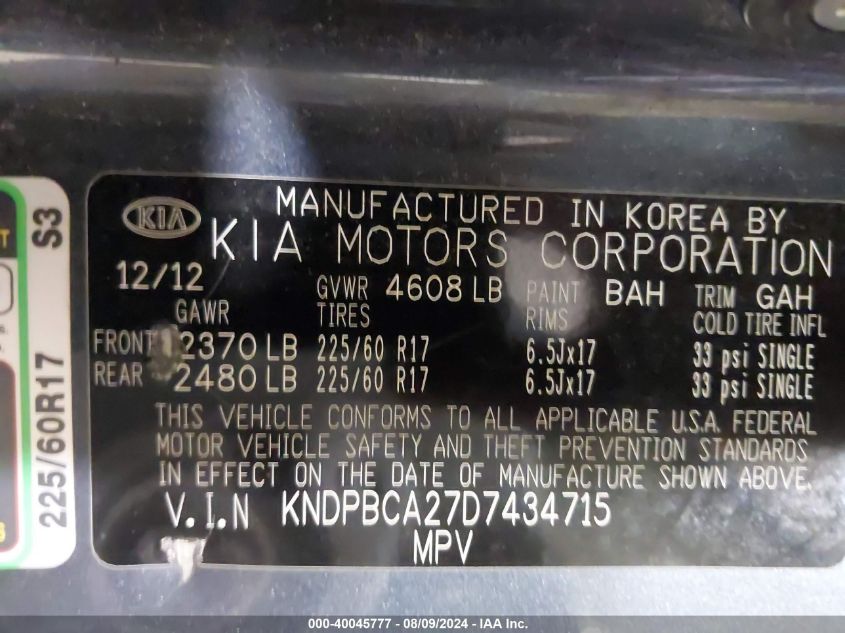 KIA
MANUFACTURED IN KOREA BY
KIA MOTORS CORPORATION
12/12 GVWR 4608 LB PAINT BAH TRIM GAH
GAWR TIRES RIMS COLD TIRE INFL
FRONT 2370 LB 225/60 R17 6.5Jx17 33 psi SINGLE
REAR 2480 LB 225/60 R17 6.5Jx17 33 psi SINGLE
THIS VEHICLE CONFORMS TO ALL APPLICABLE U.S.A. FEDERAL
MOTOR VEHICLE SAFETY AND THEFT PREVENTION STANDARDS
IN EFFECT ON THE DATE OF MANUFACTURE SHOWN ABOVE.
V.I.N KNDPBCA27D7434715
MPV
225/60R17 S3
000-40045777 - 08/09/2024 - IAA Inc.